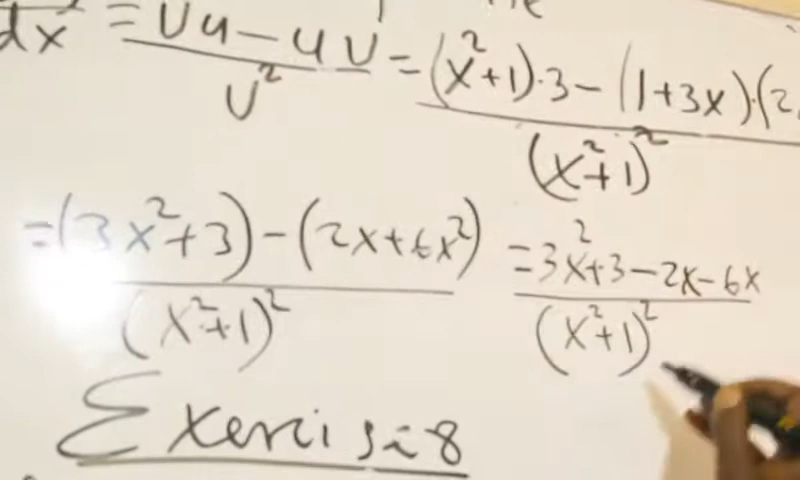 dx = Vu - uV / V² = (x²+1)·3 - (1+3x)·(2 / (x²+1)²
= (3x²+3) - (2x+6x²) / (x²+1)² = 3x²+3-2x-6x / (x²+1)²
Exercise 8